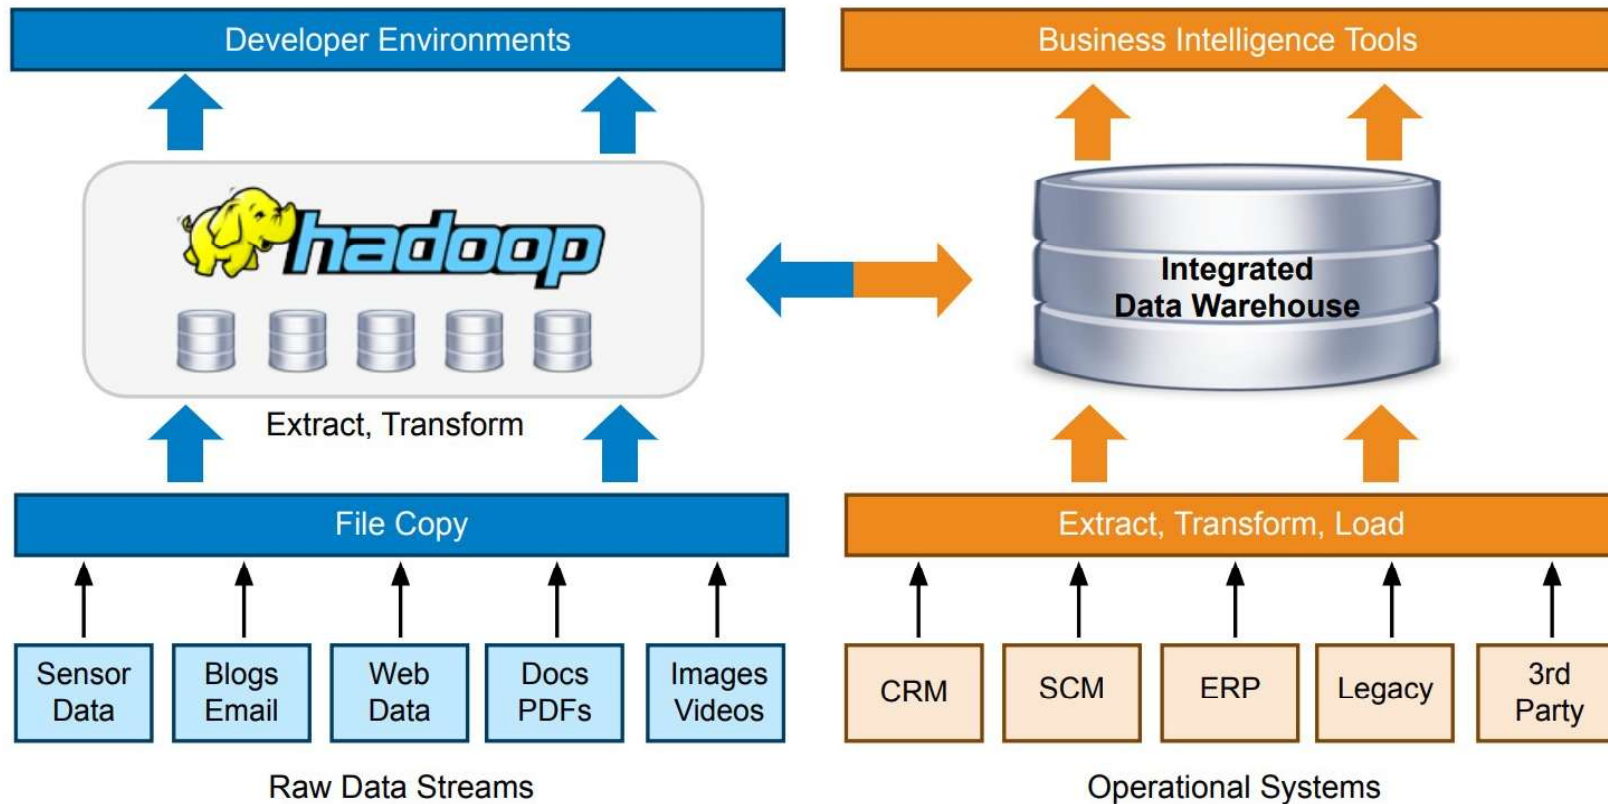 Developer Environments
Business Intelligence Tools
hadoop
Integrated
Data Warehouse
Extract, Transform
File Copy
Extract, Transform, Load
Sensor
Data
Blogs
Email
Web
Data
Docs
PDFs
Images
Videos
CRM
SCM
ERP
Legacy
3rd
Party
Raw Data Streams
Operational Systems